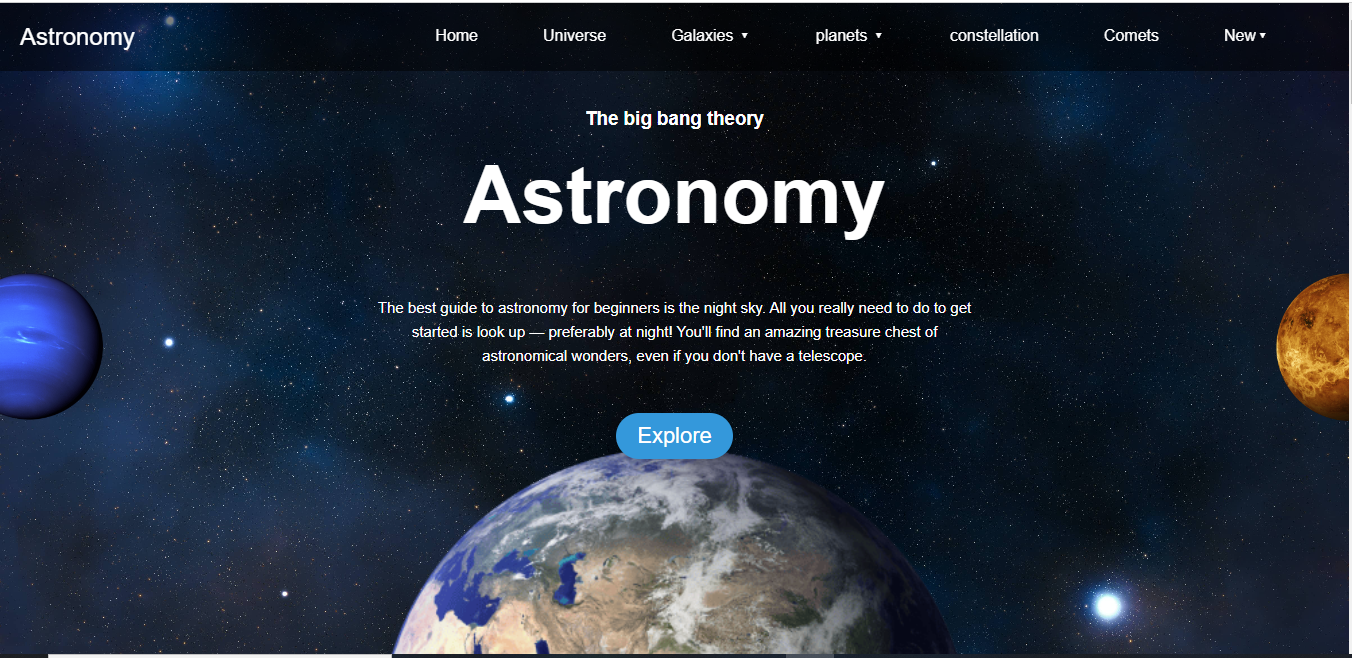 Astronomy
Home Universe Galaxies ▼ planets ▼ constellation Comets New ▾
The big bang theory
Astronomy
The best guide to astronomy for beginners is the night sky. All you really need to do to get
started is look up — preferably at night! You'll find an amazing treasure chest of
astronomical wonders, even if you don't have a telescope.
Explore